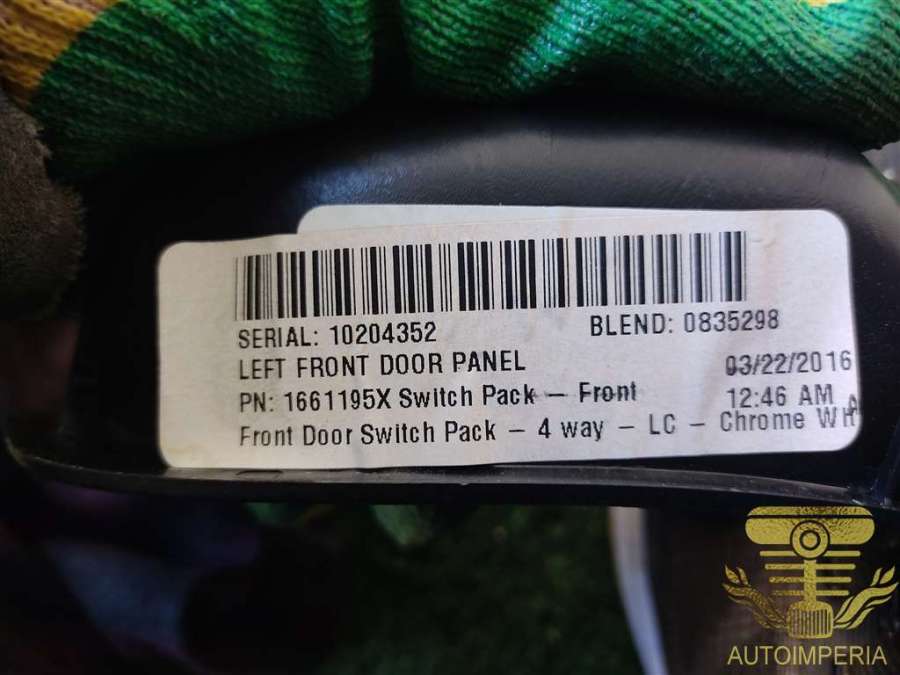 SERIAL: 10204352 BLEND: 0835298
LEFT FRONT DOOR PANEL 03/22/2016
PN: 1661195X Switch Pack – Front 12:46 AM
Front Door Switch Pack – 4 way – LC – Chrome
AUTOIMPERIA